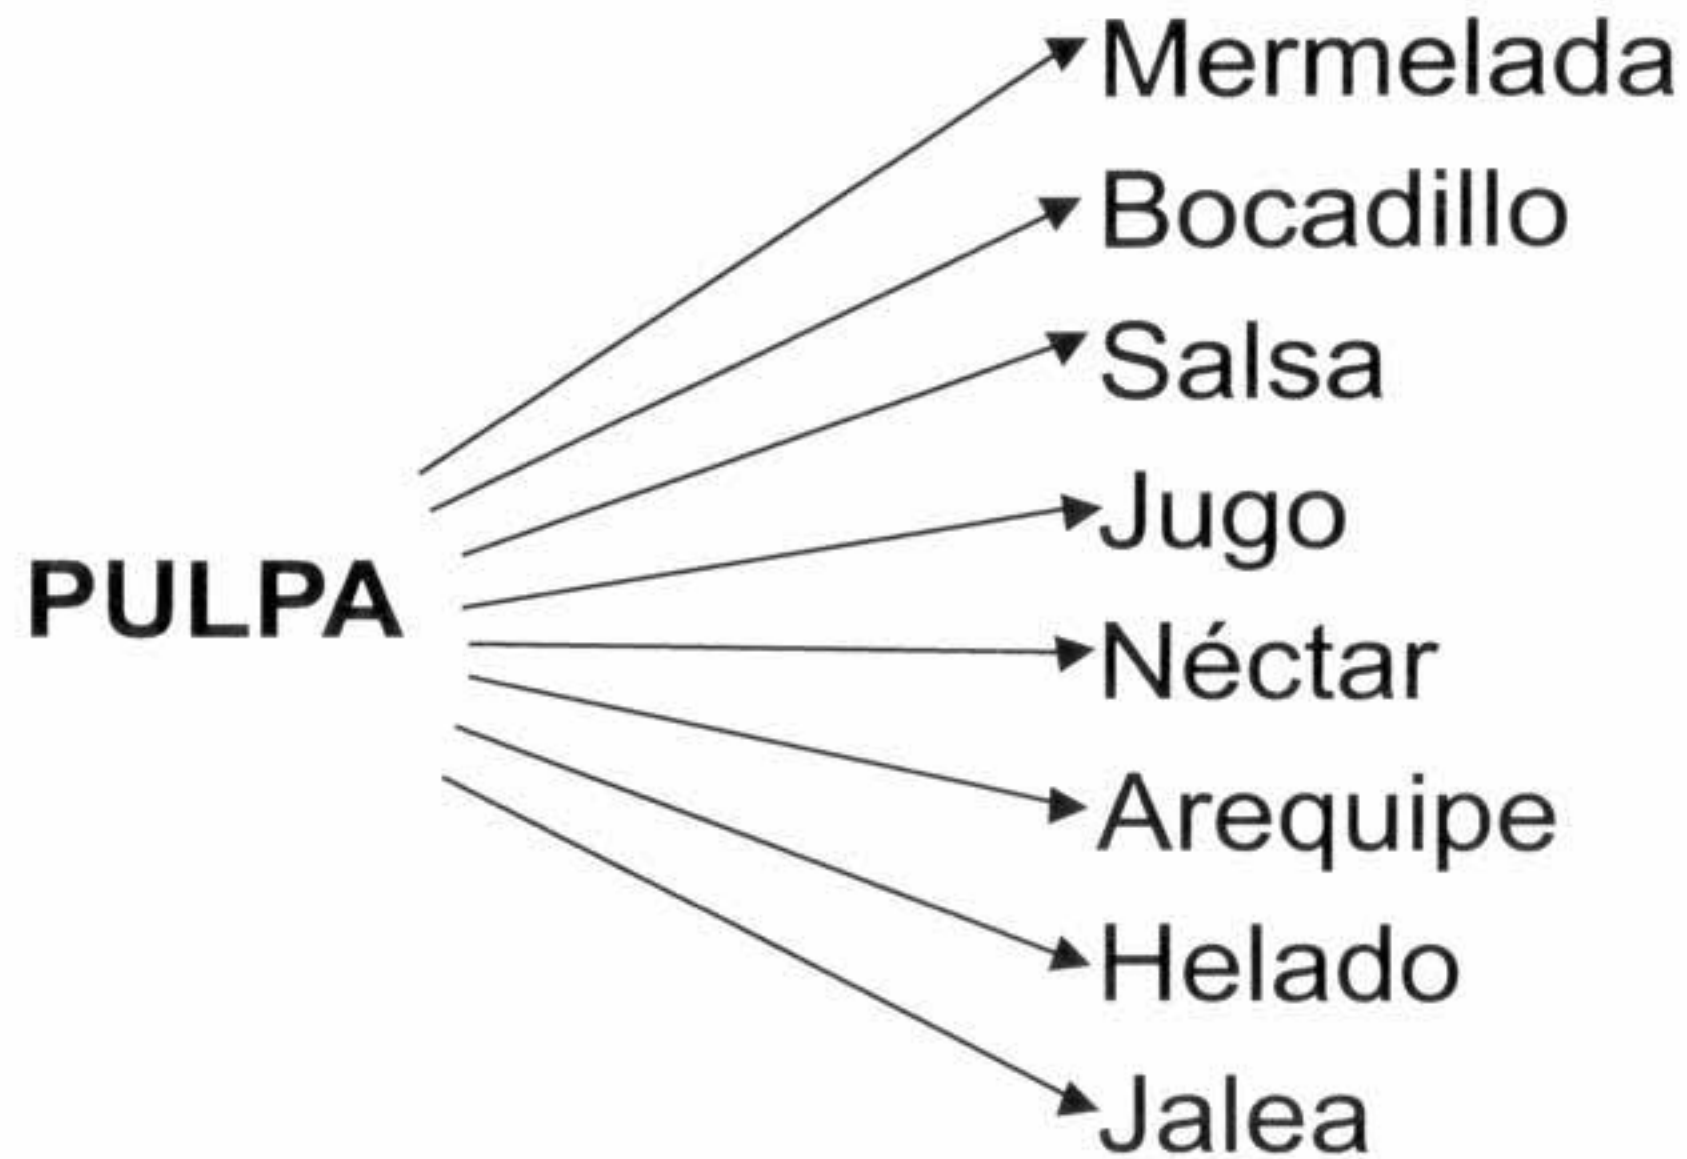 Mermelada
Bocadillo
Salsa
Jugo
PULPA
Néctar
Arequipe
Helado
Jalea